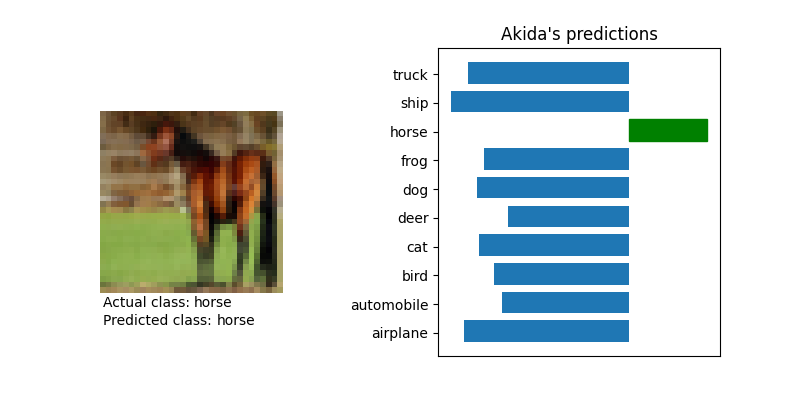 Akida's predictions
truck
ship
horse
frog
dog
deer
cat
bird
automobile
airplane
Actual class: horse
Predicted class: horse